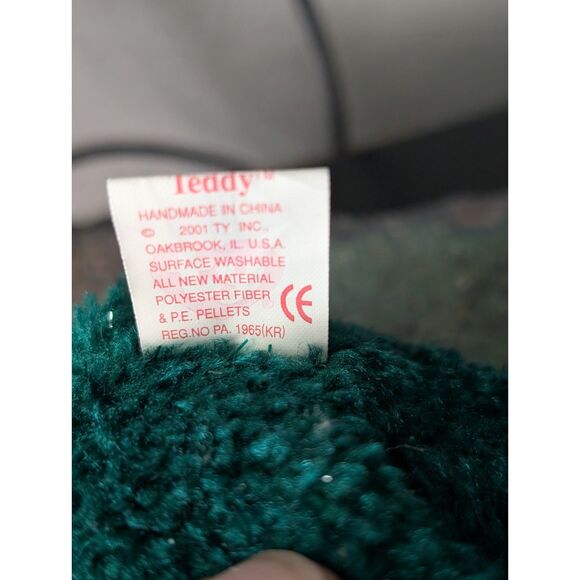 Teddy™
HANDMADE IN CHINA
© 2001 TY INC.,
OAKBROOK, IL. U.S.A.
SURFACE WASHABLE
ALL NEW MATERIAL
POLYESTER FIBER
& P.E. PELLETS CE
REG.NO PA. 1965(KR)